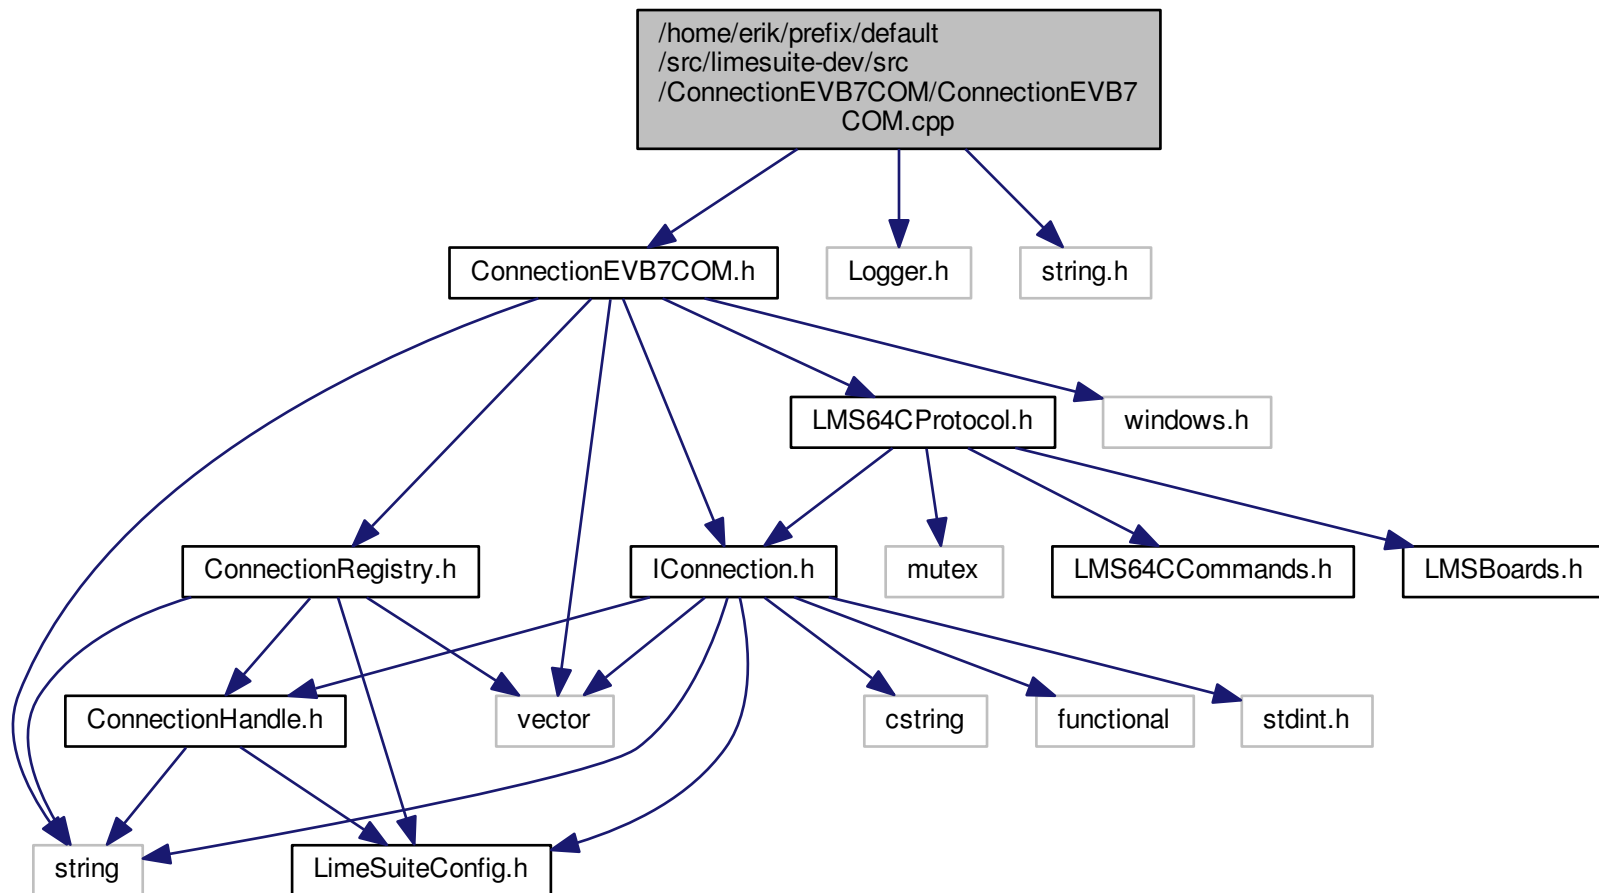 /home/erik/prefix/default
/src/limesuite-dev/src
/ConnectionEVB7COM/ConnectionEVB7
COM.cpp
ConnectionEVB7COM.h
Logger.h
string.h
LMS64CProtocol.h
windows.h
ConnectionRegistry.h
IConnection.h
mutex
LMS64CCommands.h
LMSBoards.h
ConnectionHandle.h
vector
cstring
functional
stdint.h
string
LimeSuiteConfig.h